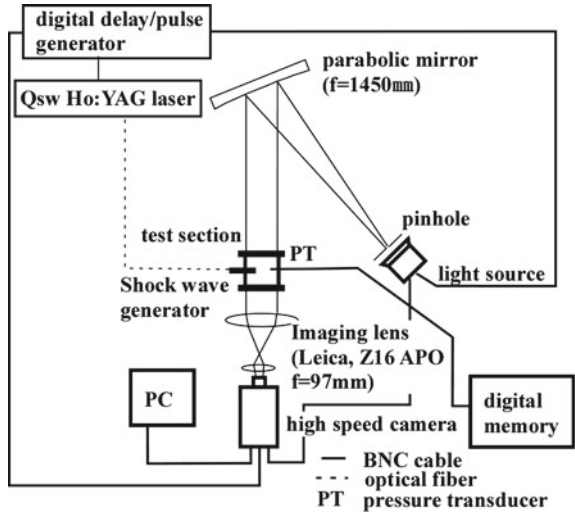 digital delay/pulse
generator
Qsw Ho:YAG laser
parabolic mirror
(f=1450mm)
pinhole
test section
PT
light source
Shock wave
generator
Imaging lens
(Leica, Z16 APO
f=97mm)
PC
high speed camera
digital
memory
BNC cable
optical fiber
PT pressure transducer